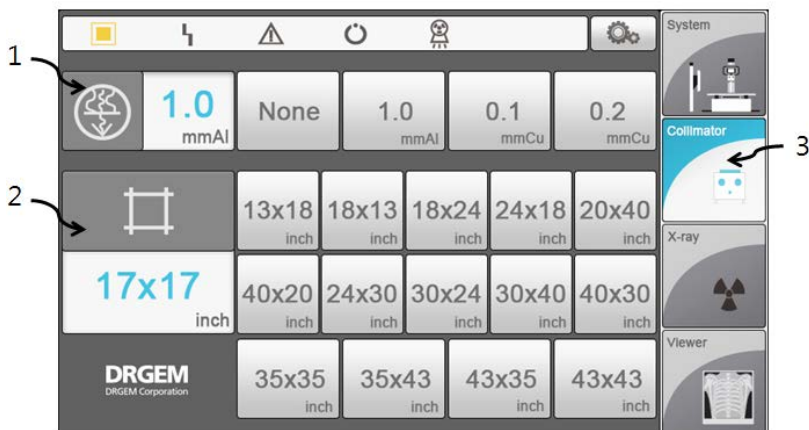 System
1
1.0
mmAl
None
1.0
mmAl
0.1
mmCu
0.2
mmCu
Collimator
3
2
13x18
inch
18x13
inch
18x24
inch
24x18
inch
20x40
inch
X-ray
17x17
inch
40x20
inch
24x30
inch
30x24
inch
30x40
inch
40x30
inch
Viewer
DRGEM
DRGEM Corporation
35x35
inch
35x43
inch
43x35
inch
43x43
inch